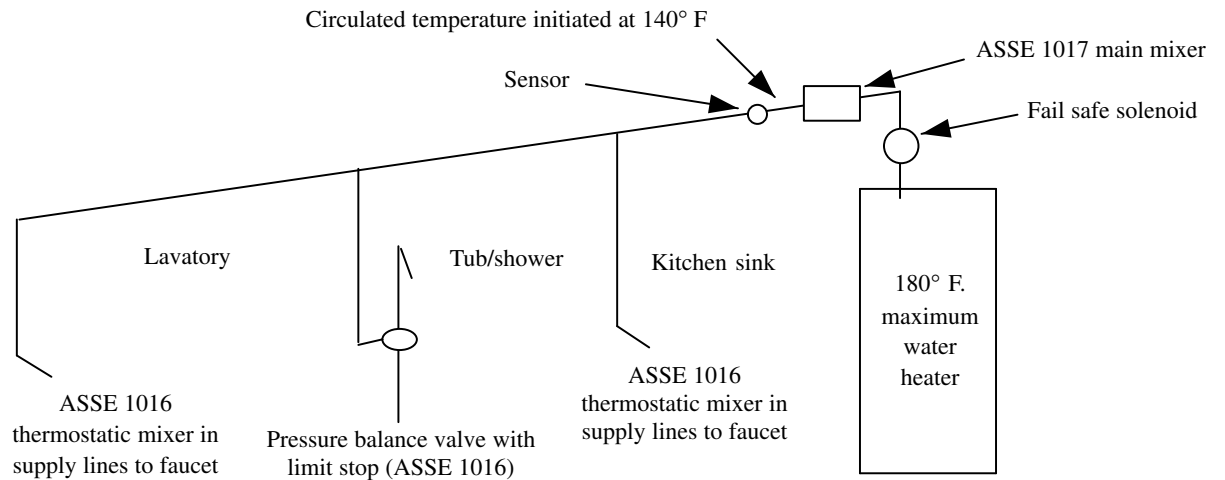 Circulated temperature initiated at 140° F
ASSE 1017 main mixer
Sensor
Fail safe solenoid
Lavatory
Tub/shower
Kitchen sink
180° F.
maximum
water
heater
ASSE 1016
thermostatic mixer in
supply lines to faucet
Pressure balance valve with
limit stop (ASSE 1016)
ASSE 1016
thermostatic mixer in
supply lines to faucet